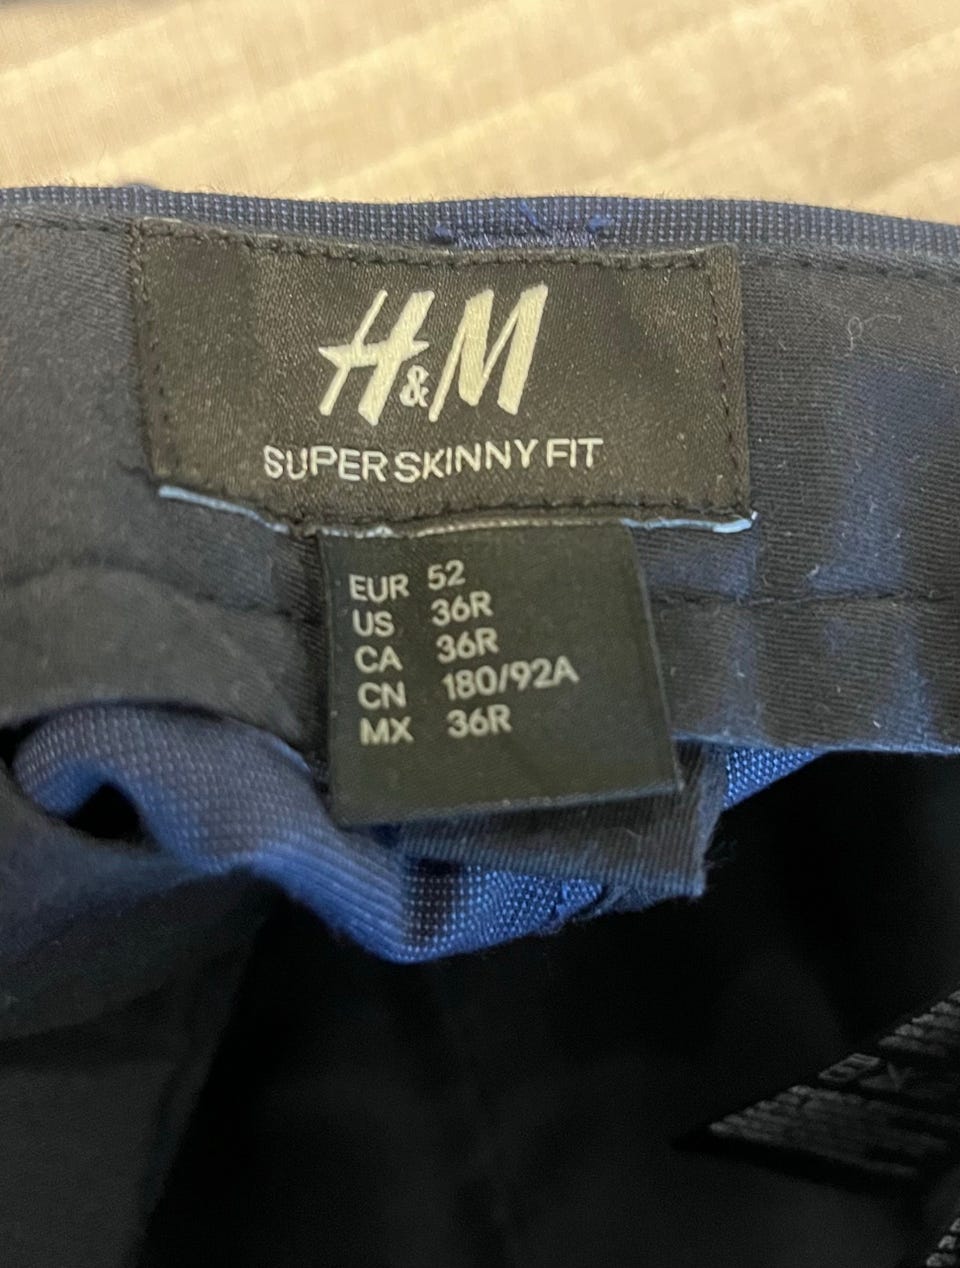 H&M
SUPER SKINNY FIT
EUR 52
US 36R
CA 36R
CN 180/92A
MX 36R